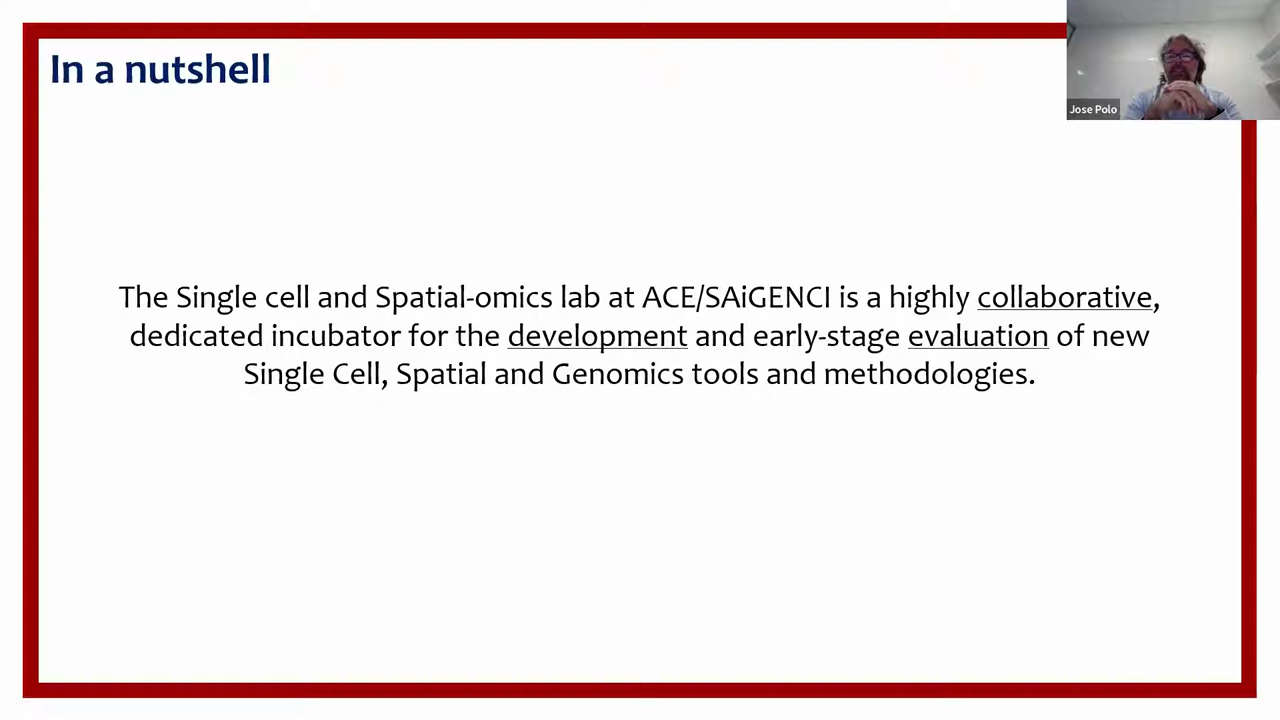 In a nutshell
Jose Polo
The Single cell and Spatial-omics lab at ACE/SAiGENCI is a highly collaborative,
dedicated incubator for the development and early-stage evaluation of new
Single Cell, Spatial and Genomics tools and methodologies.